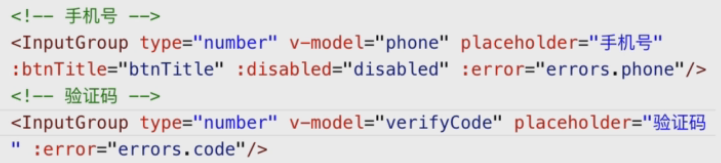 <!-- 手机号 -->
<InputGroup type="number" v-model="phone" placeholder="手机号"
:btnTitle="btnTitle" :disabled="disabled" :error="errors.phone"/>
<!-- 验证码 -->
<InputGroup type="number" v-model="verifyCode" placeholder="验证码
" :error="errors.code"/>